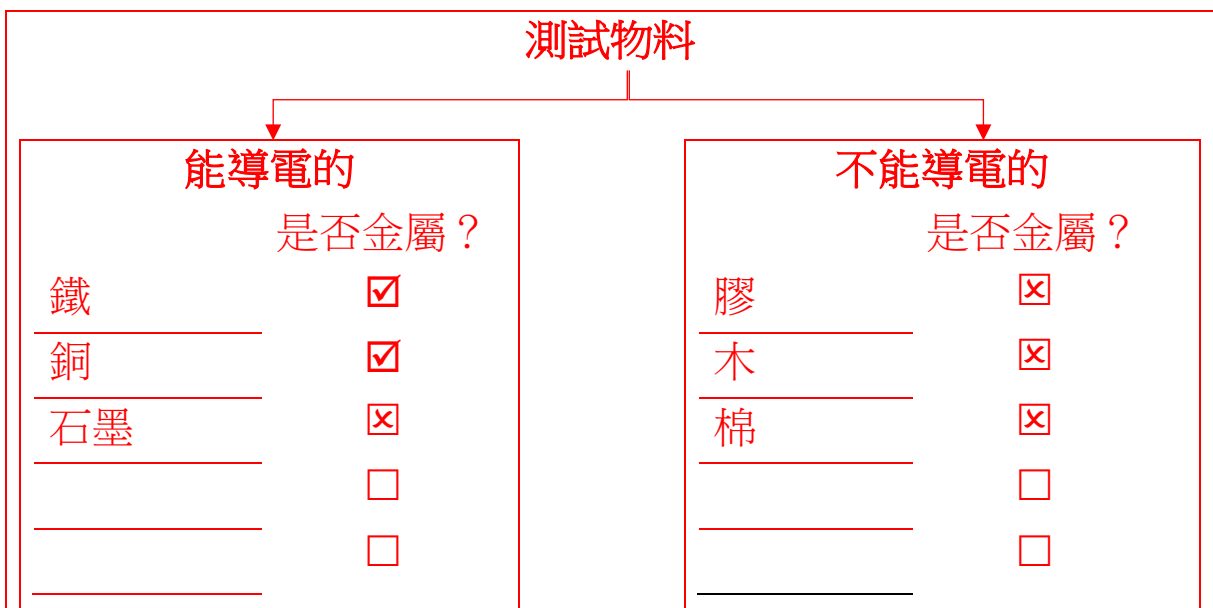 測試物料
能導電的
是否金屬？
鐵 ☑
銅 ☑
石墨 ☒
☐
☐
不能導電的
是否金屬？
膠 ☒
木 ☒
棉 ☒
☐
☐